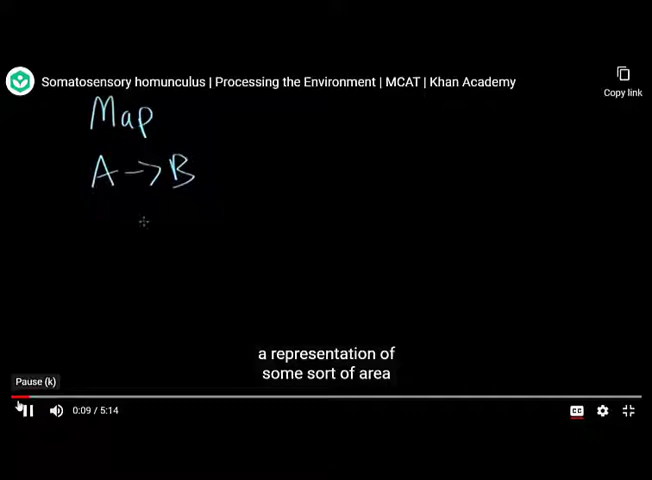 Somatosensory homunculus | Processing the Environment | MCAT | Khan Academy
Copy link
Map
A → B
a representation of
some sort of area
Pause (k)
0:09 / 5:14
CC